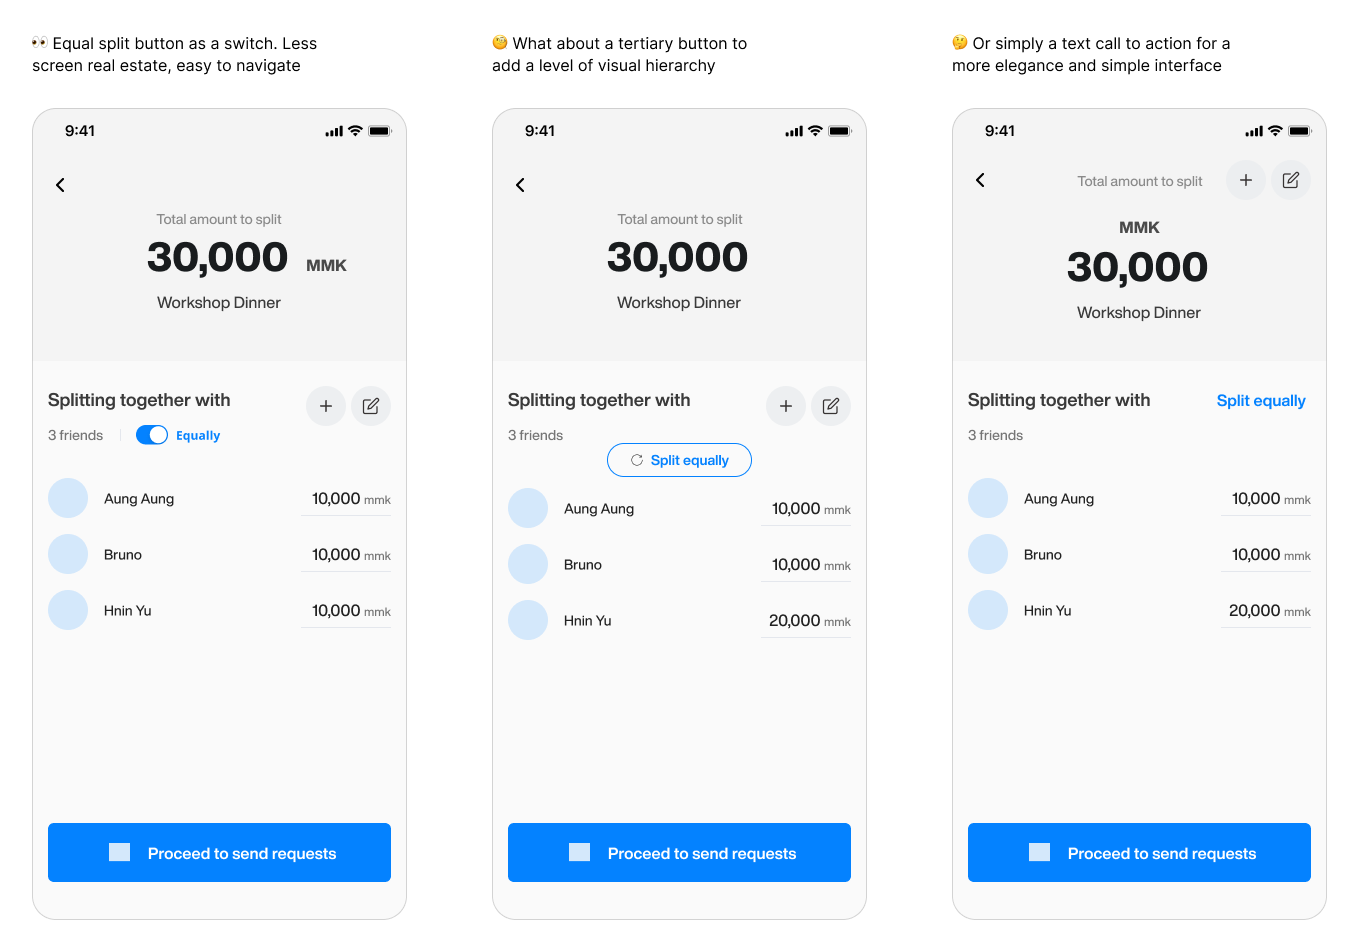 👀 Equal split button as a switch. Less
screen real estate, easy to navigate
9:41
Total amount to split
30,000 MMK
Workshop Dinner
Splitting together with
3 friends Equally
Aung Aung 10,000 mmk
Bruno 10,000 mmk
Hnin Yu 10,000 mmk
Proceed to send requests
🧐 What about a tertiary button to
add a level of visual hierarchy
9:41
Total amount to split
30,000
Workshop Dinner
Splitting together with
3 friends
Split equally
Aung Aung 10,000 mmk
Bruno 10,000 mmk
Hnin Yu 20,000 mmk
Proceed to send requests
🤔 Or simply a text call to action for a
more elegance and simple interface
9:41
Total amount to split
MMK
30,000
Workshop Dinner
Splitting together with Split equally
3 friends
Aung Aung 10,000 mmk
Bruno 10,000 mmk
Hnin Yu 20,000 mmk
Proceed to send requests